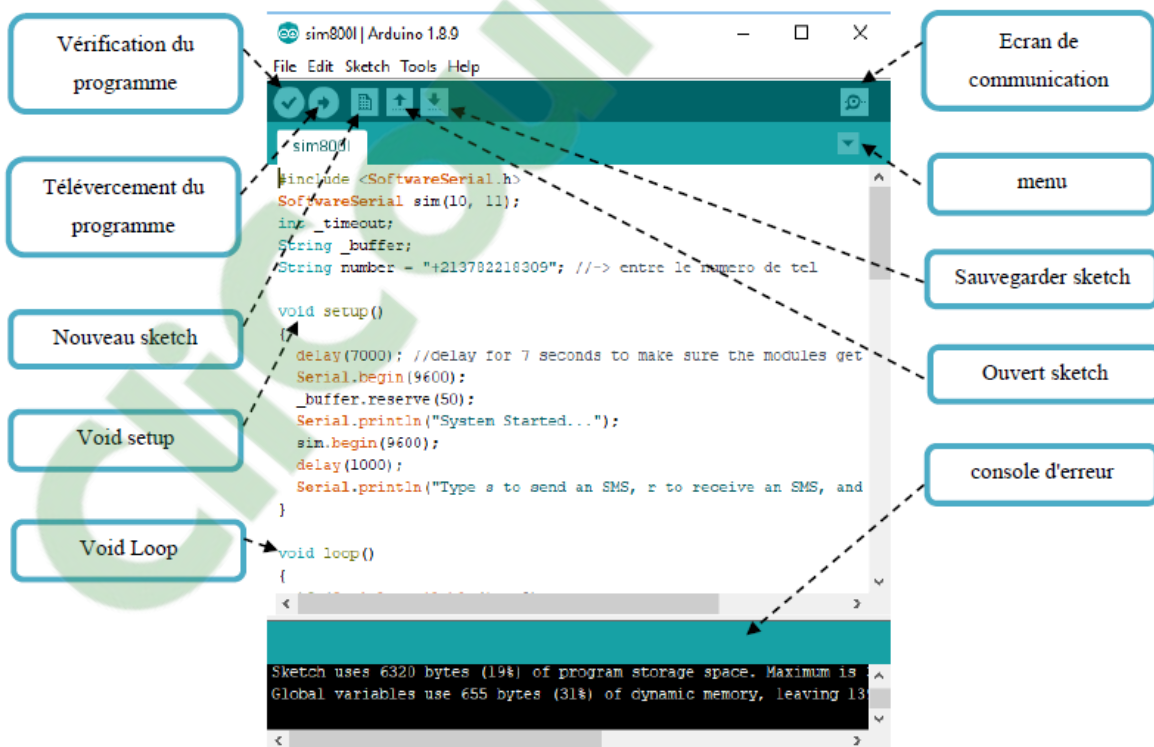 Vérification du
programme
Télévercement du
programme
Nouveau sketch
Void setup
Void Loop
sim800l | Arduino 1.8.9
File Edit Sketch Tools Help
sim800l
#include <SoftwareSerial.h>
SoftwareSerial sim(10, 11);
int _timeout;
String _buffer;
String number = "+213782218309"; //-> entre le numero de tel
void setup()
{
delay(7000); //delay for 7 seconds to make sure the modules get
Serial.begin(9600);
_buffer.reserve(50);
Serial.println("System Started...");
sim.begin(9600);
delay(1000);
Serial.println("Type s to send an SMS, r to receive an SMS, and
}
void loop()
{
Sketch uses 6320 bytes (19%) of program storage space. Maximum is
Global variables use 655 bytes (31%) of dynamic memory, leaving 13
Ecran de
communication
menu
Sauvegarder sketch
Ouvert sketch
console d'erreur